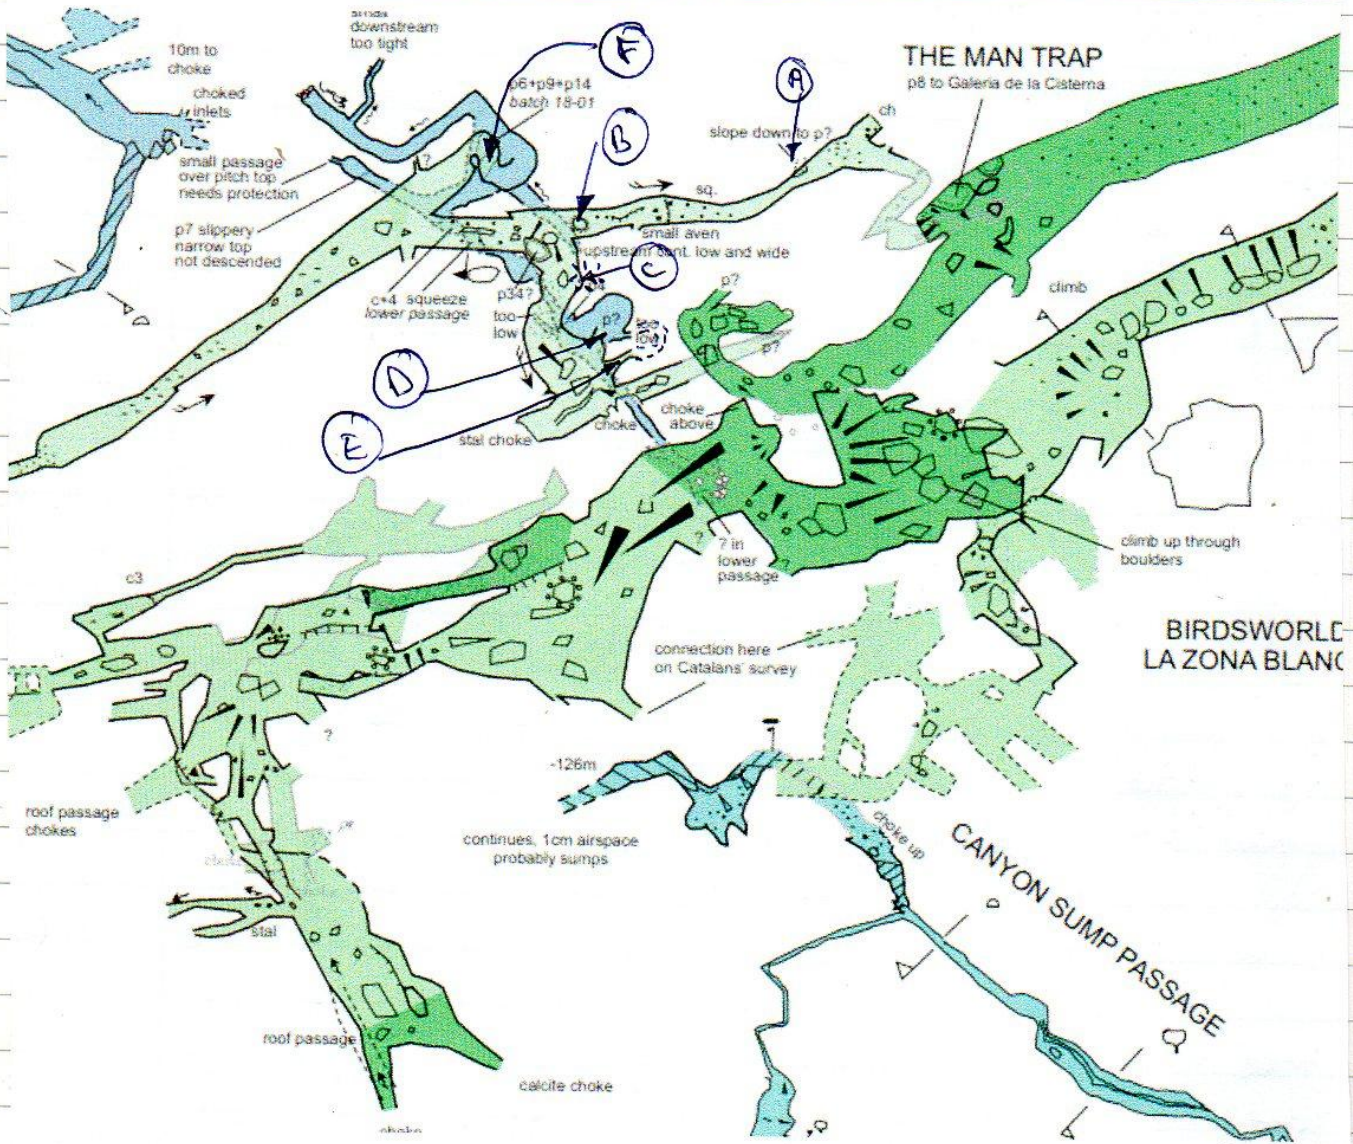 downstream
too tight
10m to
choke
choked
inlets
F
p6+p9+p14
batch 18-01
B
A
THE MAN TRAP
p8 to Galeria de la Cisterna
slope down to p?
ch
small passage
over pitch top
needs protection
?
sq.
p7 slippery
narrow top
not descended
small aven
upstream cont. low and wide
C
c+4 squeeze
lower passage
p34?
too
low
p?
p?
too
low
p?
climb
D
E
stal choke
choke
choke
above
? in
lower
passage
?
?
climb up through
boulders
c3
BIRDSWORLD
LA ZONA BLANC
connection here
on Catalans' survey
?
-126m
continues, 1cm airspace
probably sumps
roof passage
chokes
choke up
CANYON SUMP PASSAGE
stal
roof passage
calcite choke
choke